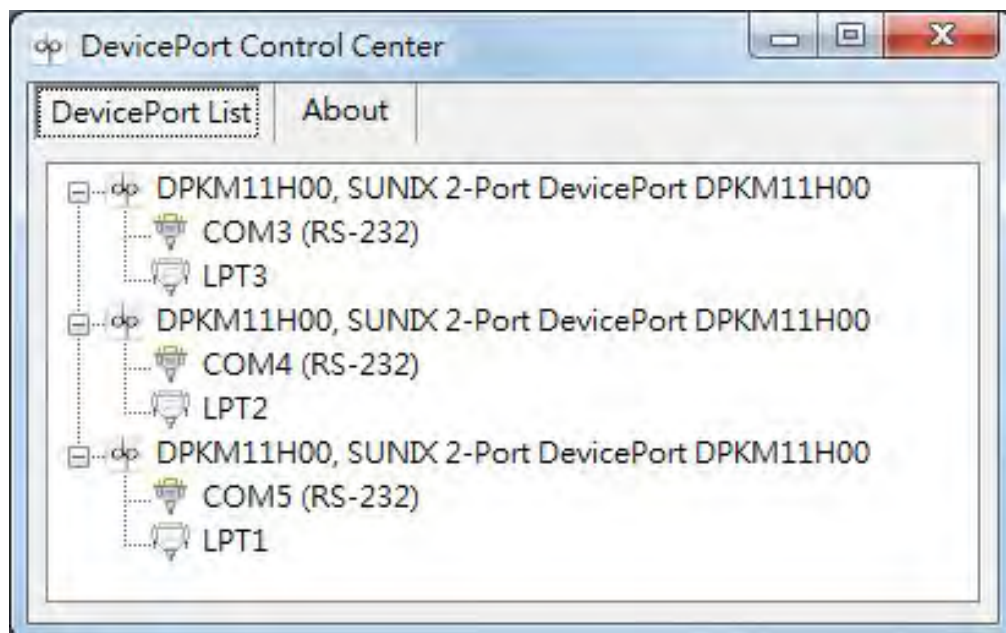 DevicePort Control Center
DevicePort List About
DPKM11H00, SUNIX 2-Port DevicePort DPKM11H00
COM3 (RS-232)
LPT3
DPKM11H00, SUNIX 2-Port DevicePort DPKM11H00
COM4 (RS-232)
LPT2
DPKM11H00, SUNIX 2-Port DevicePort DPKM11H00
COM5 (RS-232)
LPT1